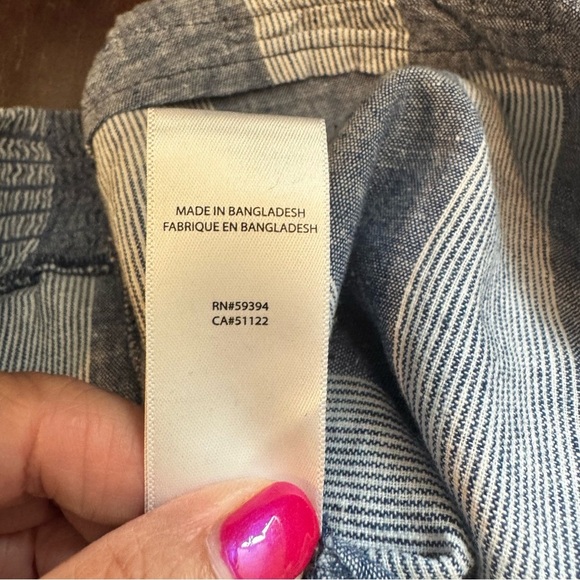 MADE IN BANGLADESH
FABRIQUE EN BANGLADESH
RN#59394
CA#51122